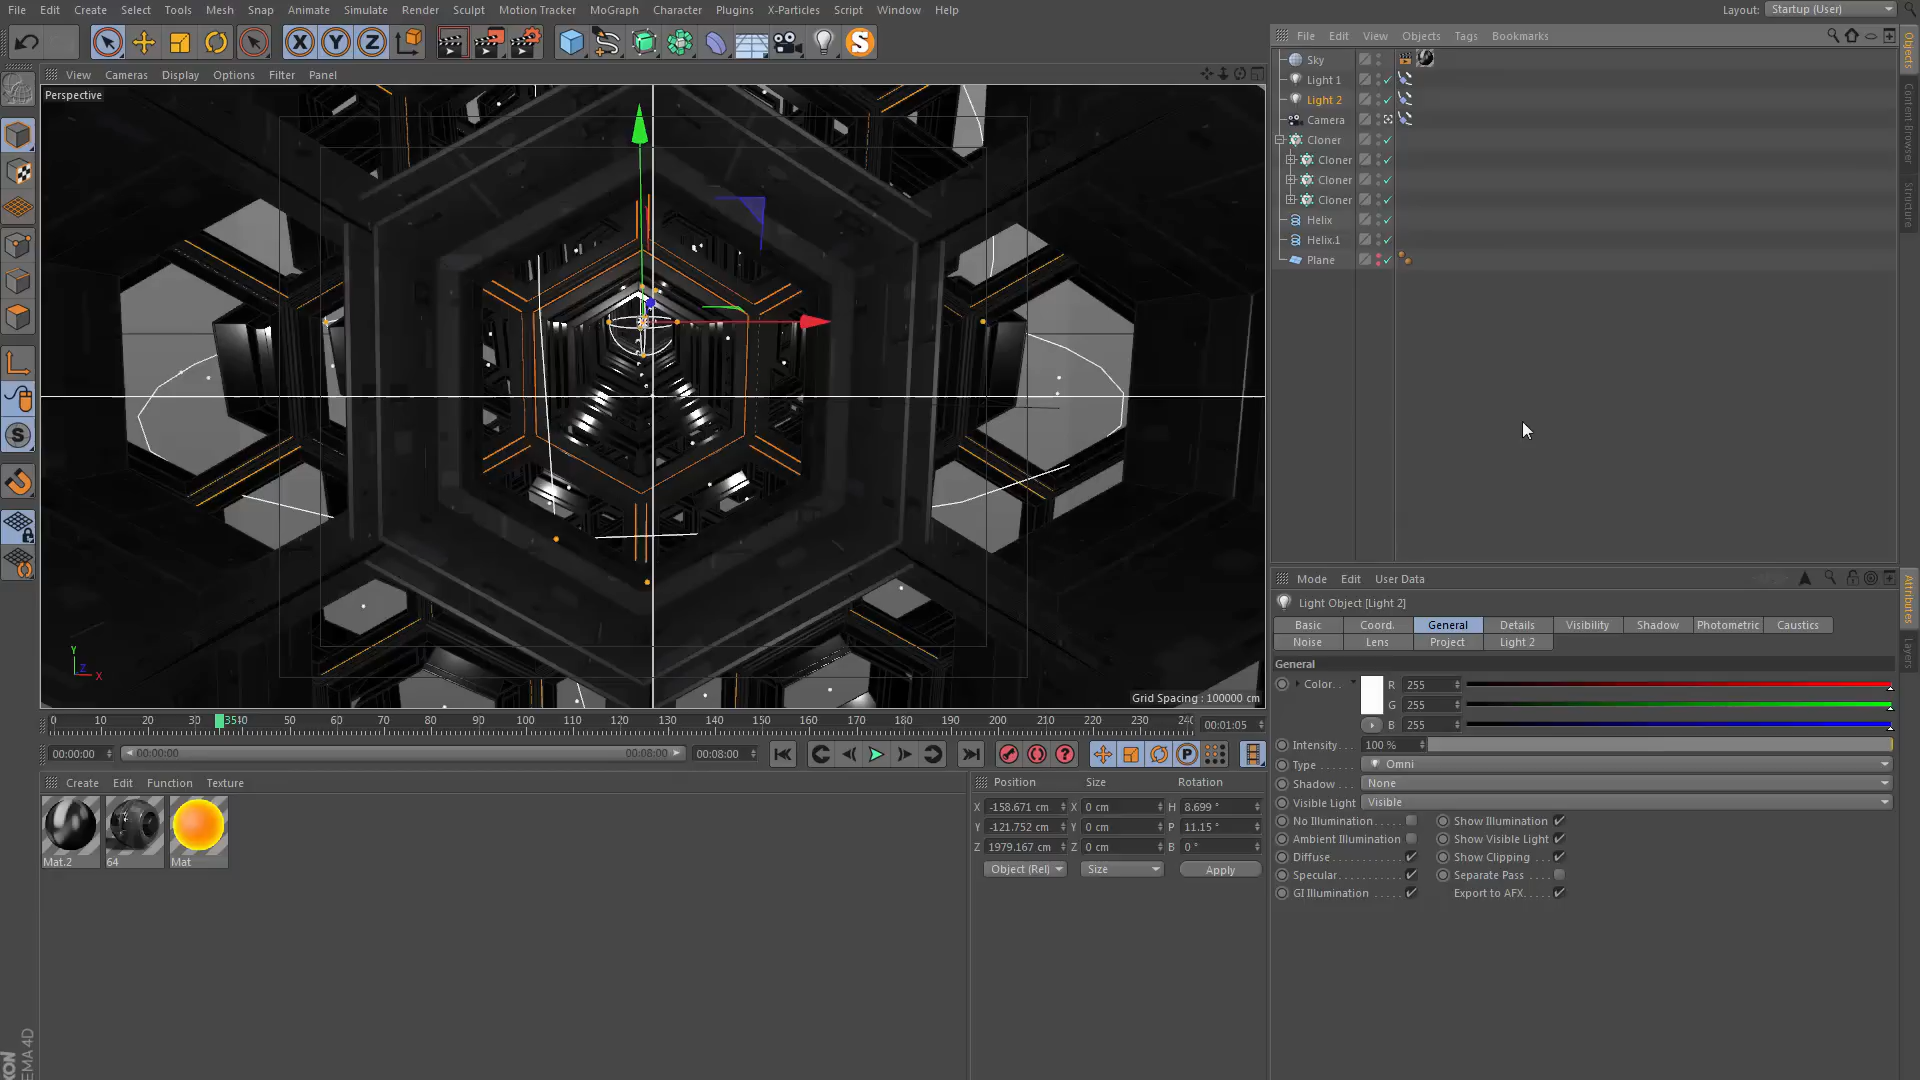 File Edit Create Select Tools Mesh Snap Animate Simulate Render Sculpt Motion Tracker MoGraph Character Plugins X-Particles Script Window Help
Layout: Startup (User)
X Y Z
S
View Cameras Display Options Filter Panel
Perspective
Grid Spacing : 100000 cm
Y
Z
X
S
File Edit View Objects Tags Bookmarks
Sky
Light 1
Light 2
Camera
Cloner
Cloner
Cloner
Cloner
Helix
Helix.1
Plane
Objects
Content Browser
Structure
Mode Edit User Data
Light Object [Light 2]
Basic Coord. General Details Visibility Shadow Photometric Caustics
Noise Lens Project Light 2
General
Color. . R 255
G 255
B 255
Intensity . . . 100 %
Type . . . . . . Omni
Shadow . . . . None
Visible Light Visible
No Illumination. . . . . Show Illumination
Ambient Illumination Show Visible Light
Diffuse . . . . . . . . . . . Show Clipping . . .
Specular. . . . . . . . . . Separate Pass . . .
GI Illumination . . . . . Export to AFX. . . .
Attributes
Layers
0 10 20 30 35 40 50 60 70 80 90 100 110 120 130 140 150 160 170 180 190 200 210 220 230 240
00:01:05
00:00:00 00:00:00 00:08:00 00:08:00
P
Create Edit Function Texture
Mat.2 64 Mat
Position Size Rotation
X -158.671 cm X 0 cm H 8.699 °
Y -121.752 cm Y 0 cm P 11.15 °
Z 1979.167 cm Z 0 cm B 0 °
Object (Rel) Size Apply